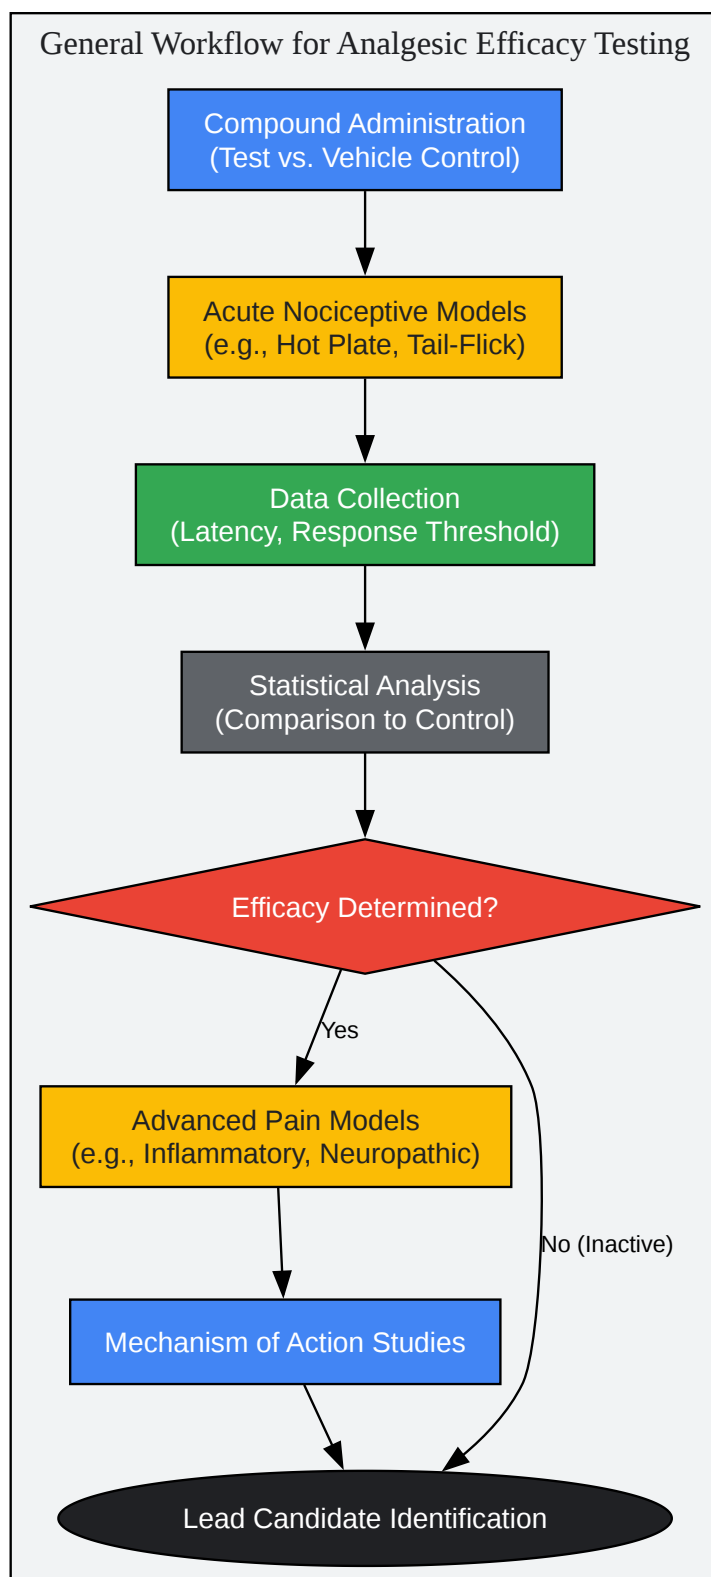 General Workflow for Analgesic Efficacy Testing
Compound Administration
(Test vs. Vehicle Control)
Acute Nociceptive Models
(e.g., Hot Plate, Tail-Flick)
Data Collection
(Latency, Response Threshold)
Statistical Analysis
(Comparison to Control)
Efficacy Determined?
Yes
Advanced Pain Models
(e.g., Inflammatory, Neuropathic)
No (Inactive)
Mechanism of Action Studies
Lead Candidate Identification